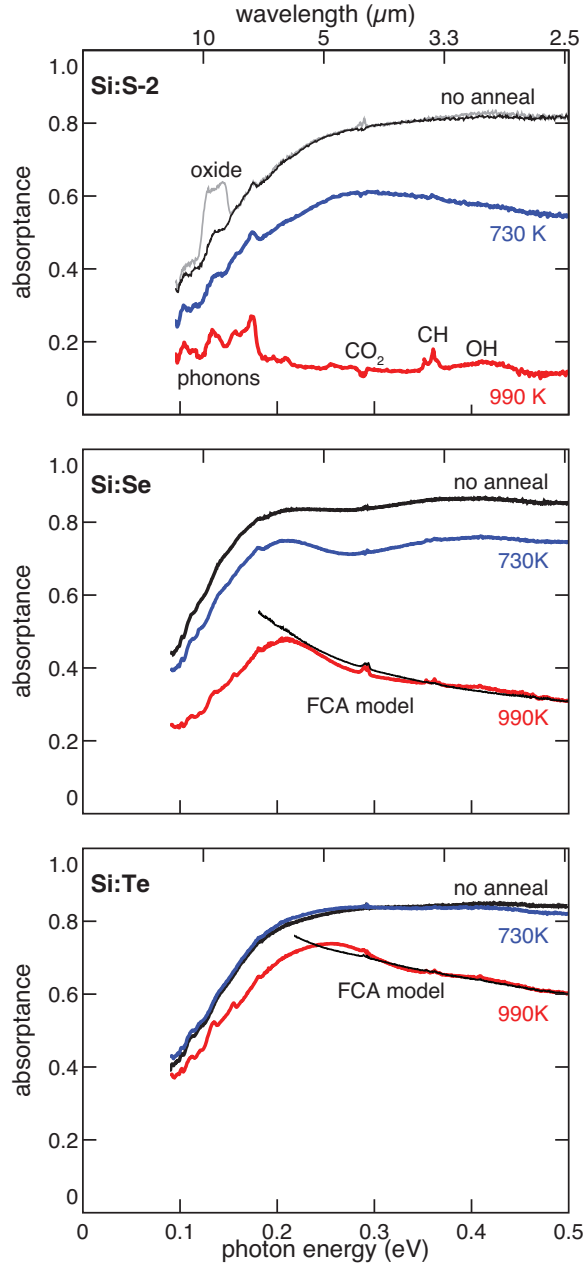 wavelength (μm)
10 5 3.3 2.5
1.0
Si:S-2
no anneal
0.8
oxide
0.6
730 K
absorptance
0.4
0.2
CO2 CH OH
phonons
990 K
0
1.0
Si:Se
no anneal
0.8
730K
0.6
absorptance
0.4
FCA model
990K
0.2
0
1.0
Si:Te
no anneal
0.8
730K
FCA model
0.6
990K
absorptance
0.4
0.2
0
0 0.1 0.2 0.3 0.4 0.5
photon energy (eV)